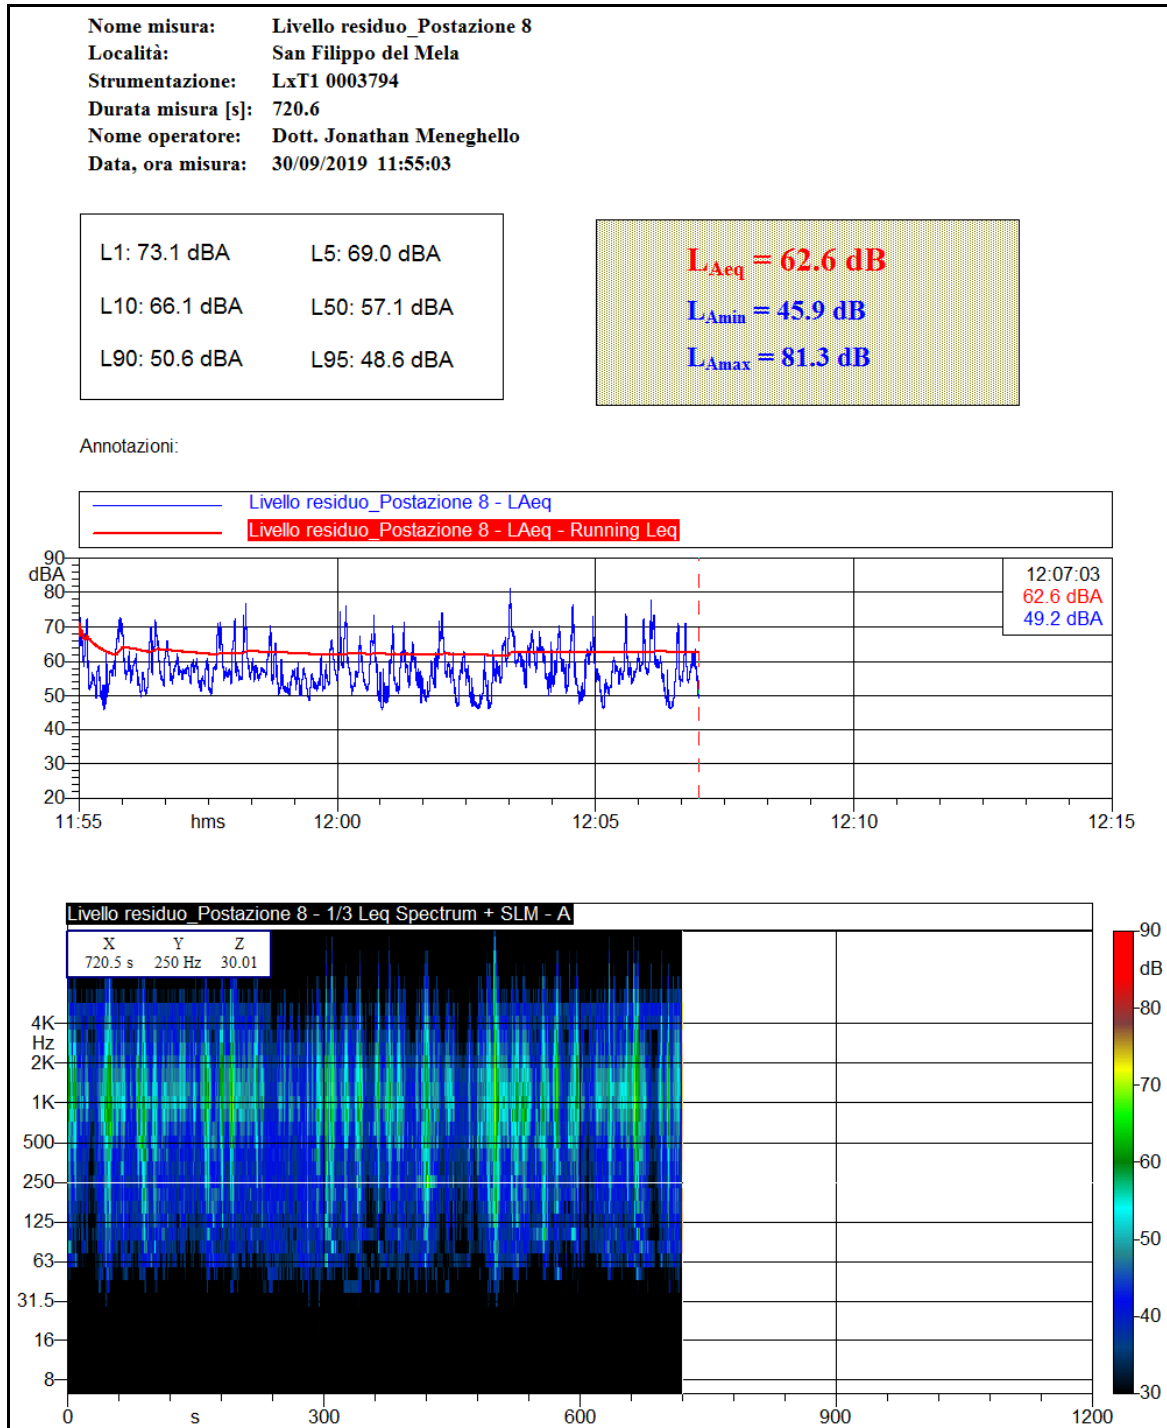 Nome misura: Livello residuo_Postazione 8
Località: San Filippo del Mela
Strumentazione: LxT1 0003794
Durata misura [s]: 720.6
Nome operatore: Dott. Jonathan Meneghello
Data, ora misura: 30/09/2019 11:55:03
L1: 73.1 dBA L5: 69.0 dBA
L10: 66.1 dBA L50: 57.1 dBA
L90: 50.6 dBA L95: 48.6 dBA
LAeq = 62.6 dB
LAmin = 45.9 dB
LAmax = 81.3 dB
Annotazioni:
Livello residuo_Postazione 8 - LAeq
Livello residuo_Postazione 8 - LAeq - Running Leq
90
dBA
80
70
60
50
40
30
20
12:07:03
62.6 dBA
49.2 dBA
11:55 hms 12:00 12:05 12:10 12:15
Livello residuo_Postazione 8 - 1/3 Leq Spectrum + SLM - A
X Y Z
720.5 s 250 Hz 30.01
4K
Hz
2K
1K
500
250
125
63
31.5
16
8
0 s 300 600 900 1200
90
dB
80
70
60
50
40
30